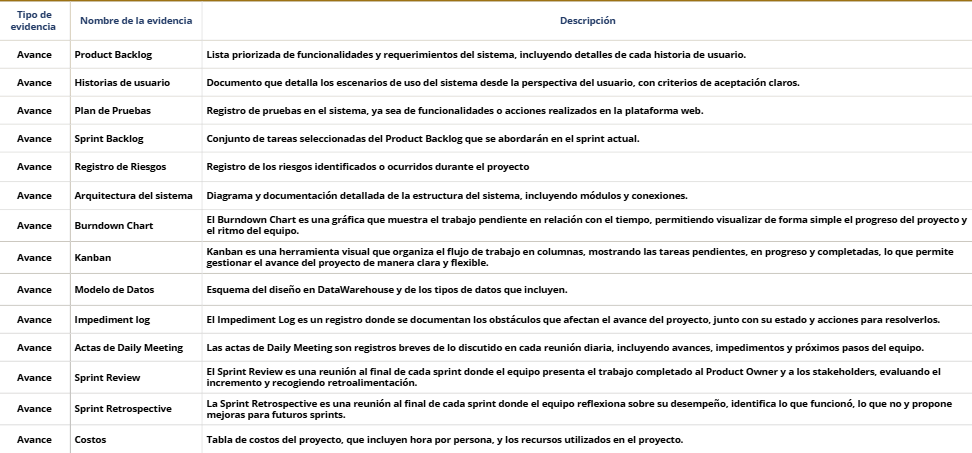 Tipo de evidencia Nombre de la evidencia Descripción
Avance Product Backlog Lista priorizada de funcionalidades y requerimientos del sistema, incluyendo detalles de cada historia de usuario.
Avance Historias de usuario Documento que detalla los escenarios de uso del sistema desde la perspectiva del usuario, con criterios de aceptación claros.
Avance Plan de Pruebas Registro de pruebas en el sistema, ya sea de funcionalidades o acciones realizados en la plataforma web.
Avance Sprint Backlog Conjunto de tareas seleccionadas del Product Backlog que se abordarán en el sprint actual.
Avance Registro de Riesgos Registro de los riesgos identificados o ocurridos durante el proyecto
Avance Arquitectura del sistema Diagrama y documentación detallada de la estructura del sistema, incluyendo módulos y conexiones.
Avance Burndown Chart El Burndown Chart es una gráfica que muestra el trabajo pendiente en relación con el tiempo, permitiendo visualizar de forma simple el progreso del proyecto y
el ritmo del equipo.
Avance Kanban Kanban es una herramienta visual que organiza el flujo de trabajo en columnas, mostrando las tareas pendientes, en progreso y completadas, lo que permite
gestionar el avance del proyecto de manera clara y flexible.
Avance Modelo de Datos Esquema del diseño en DataWarehouse y de los tipos de datos que incluyen.
Avance Impediment log El Impediment Log es un registro donde se documentan los obstáculos que afectan el avance del proyecto, junto con su estado y acciones para resolverlos.
Avance Actas de Daily Meeting Las actas de Daily Meeting son registros breves de lo discutido en cada reunión diaria, incluyendo avances, impedimentos y próximos pasos del equipo.
Avance Sprint Review El Sprint Review es una reunión al final de cada sprint donde el equipo presenta el trabajo completado al Product Owner y a los stakeholders, evaluando el
incremento y recogiendo retroalimentación.
Avance Sprint Retrospective La Sprint Retrospective es una reunión al final de cada sprint donde el equipo reflexiona sobre su desempeño, identifica lo que funcionó, lo que no y propone
mejoras para futuros sprints.
Avance Costos Tabla de costos del proyecto, que incluyen hora por persona, y los recursos utilizados en el proyecto.